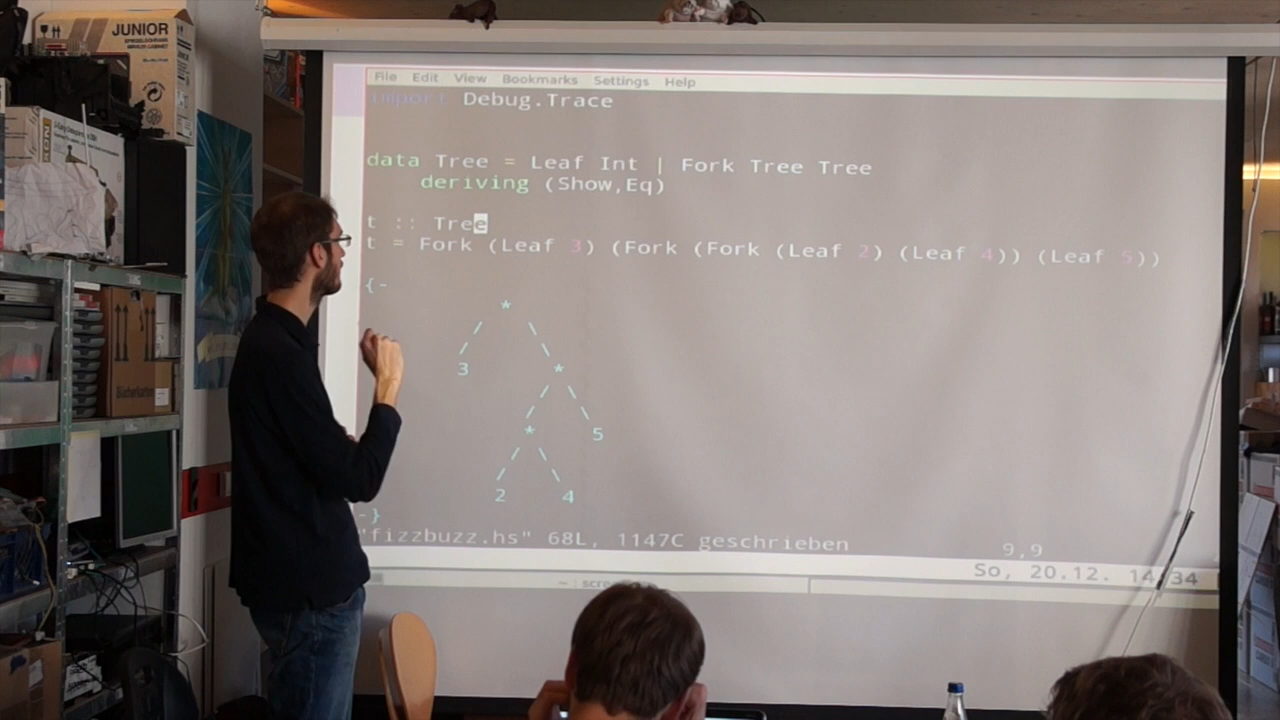 JUNIOR
File Edit View Bookmarks Settings Help
import Debug.Trace
data Tree = Leaf Int | Fork Tree Tree
deriving (Show,Eq)
t :: Tree
t = Fork (Leaf 3) (Fork (Fork (Leaf 2) (Leaf 4)) (Leaf 5))
{-
*
/ \
3 *
/ \
* 5
/ \
2 4
-}
"fizzbuzz.hs" 68L, 1147C geschrieben 9,9
So, 20.12. 14:34
Bücherkarton